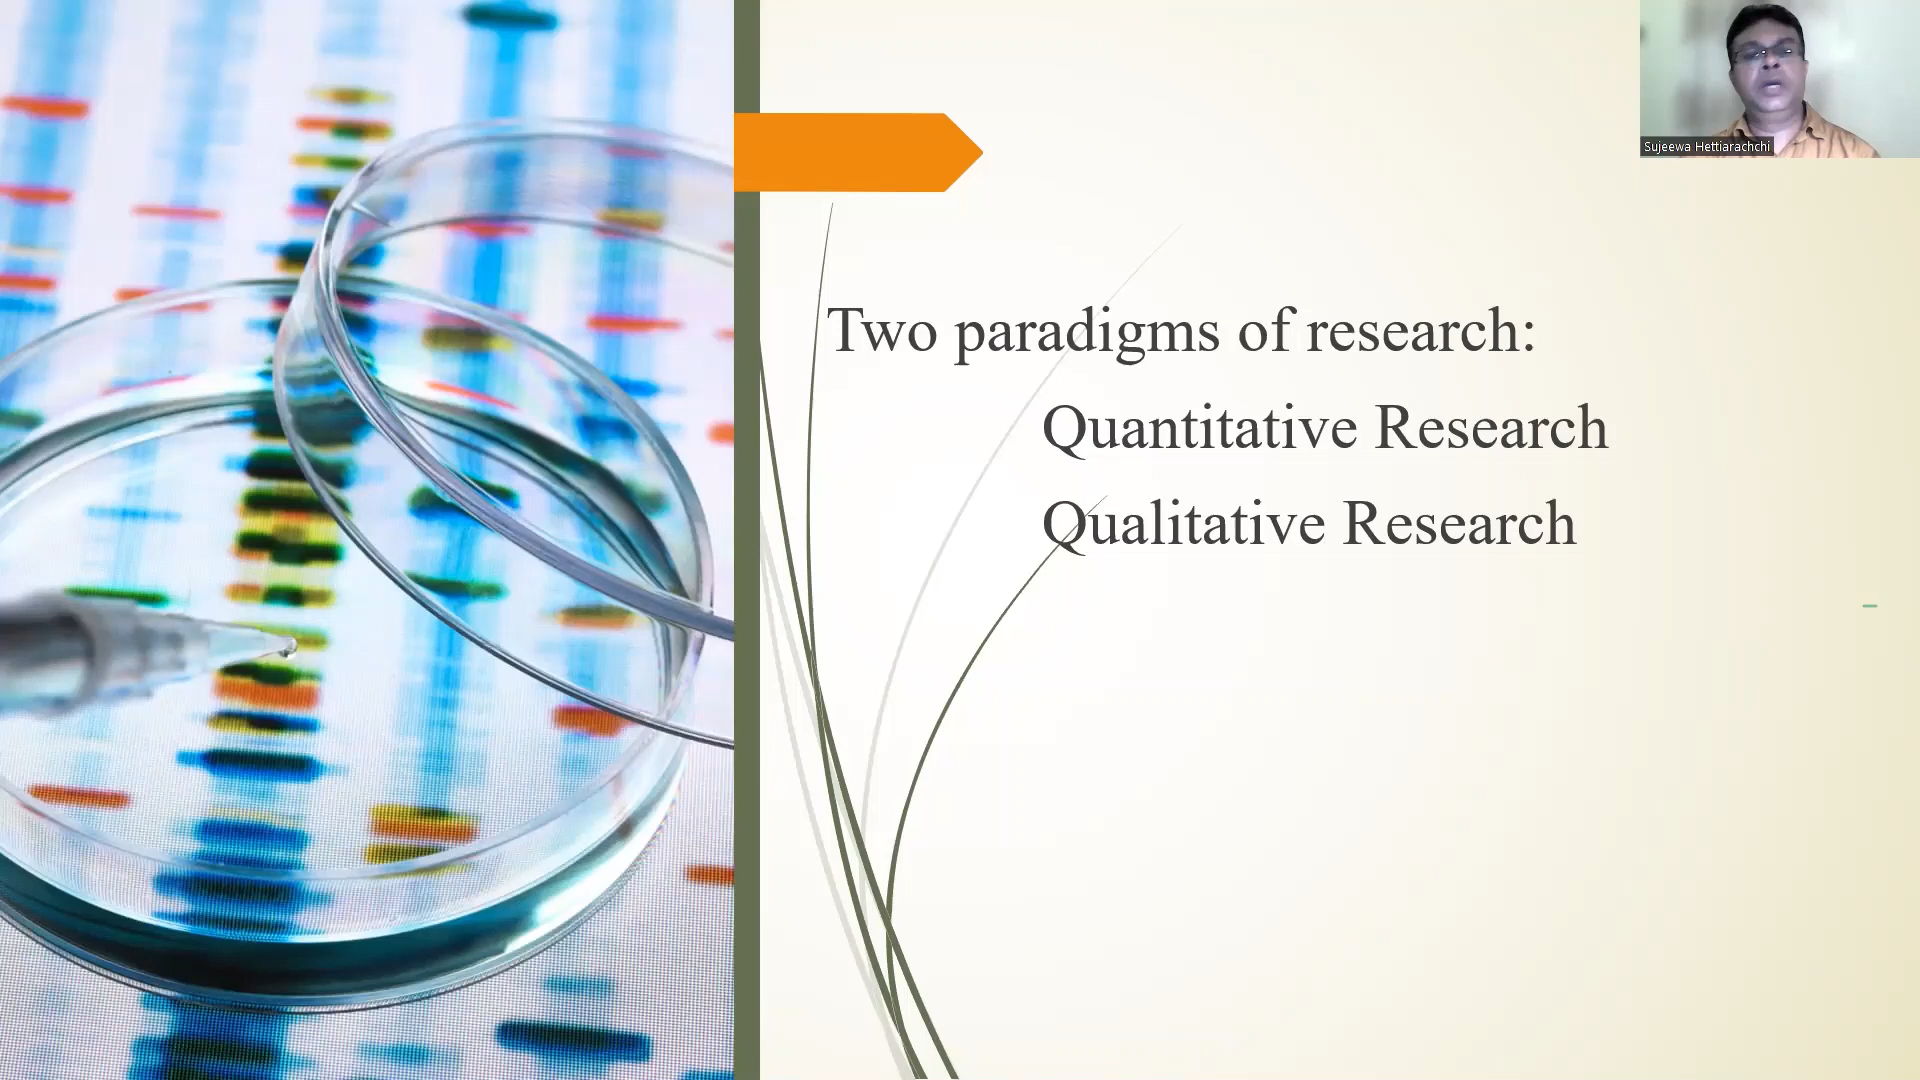 Sujeewa Hettiarachchi
Two paradigms of research:
Quantitative Research
Qualitative Research